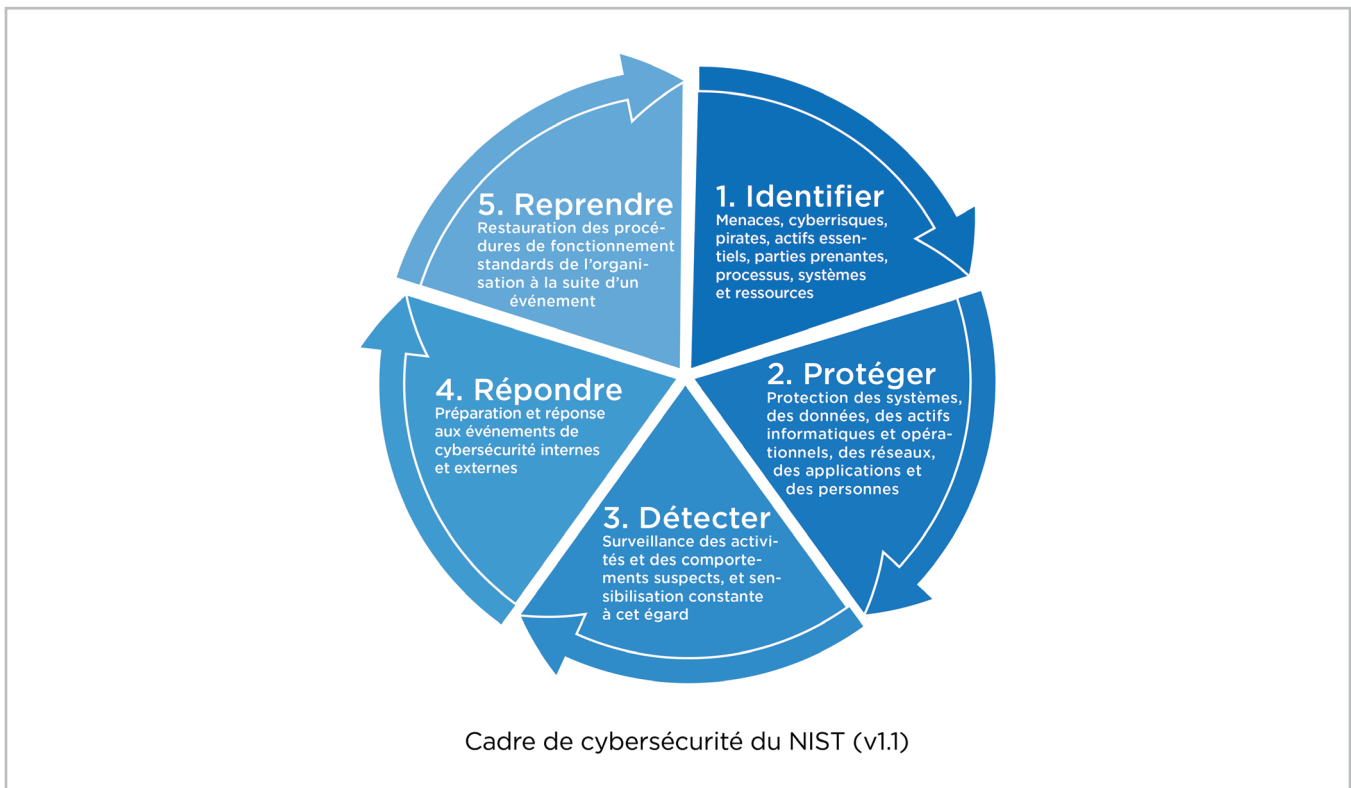 1. Identifier
Menaces, cyberrisques,
pirates, actifs essen-
tiels, parties prenantes,
processus, systèmes
et ressources
2. Protéger
Protection des systèmes,
des données, des actifs
informatiques et opéra-
tionnels, des réseaux,
des applications et
des personnes
3. Détecter
Surveillance des activi-
tés et des comporte-
ments suspects, et sen-
sibilisation constante
à cet égard
4. Répondre
Préparation et réponse
aux événements de
cybersécurité internes
et externes
5. Reprendre
Restauration des procé-
dures de fonctionnement
standards de l’organi-
sation à la suite d’un
événement
Cadre de cybersécurité du NIST (v1.1)